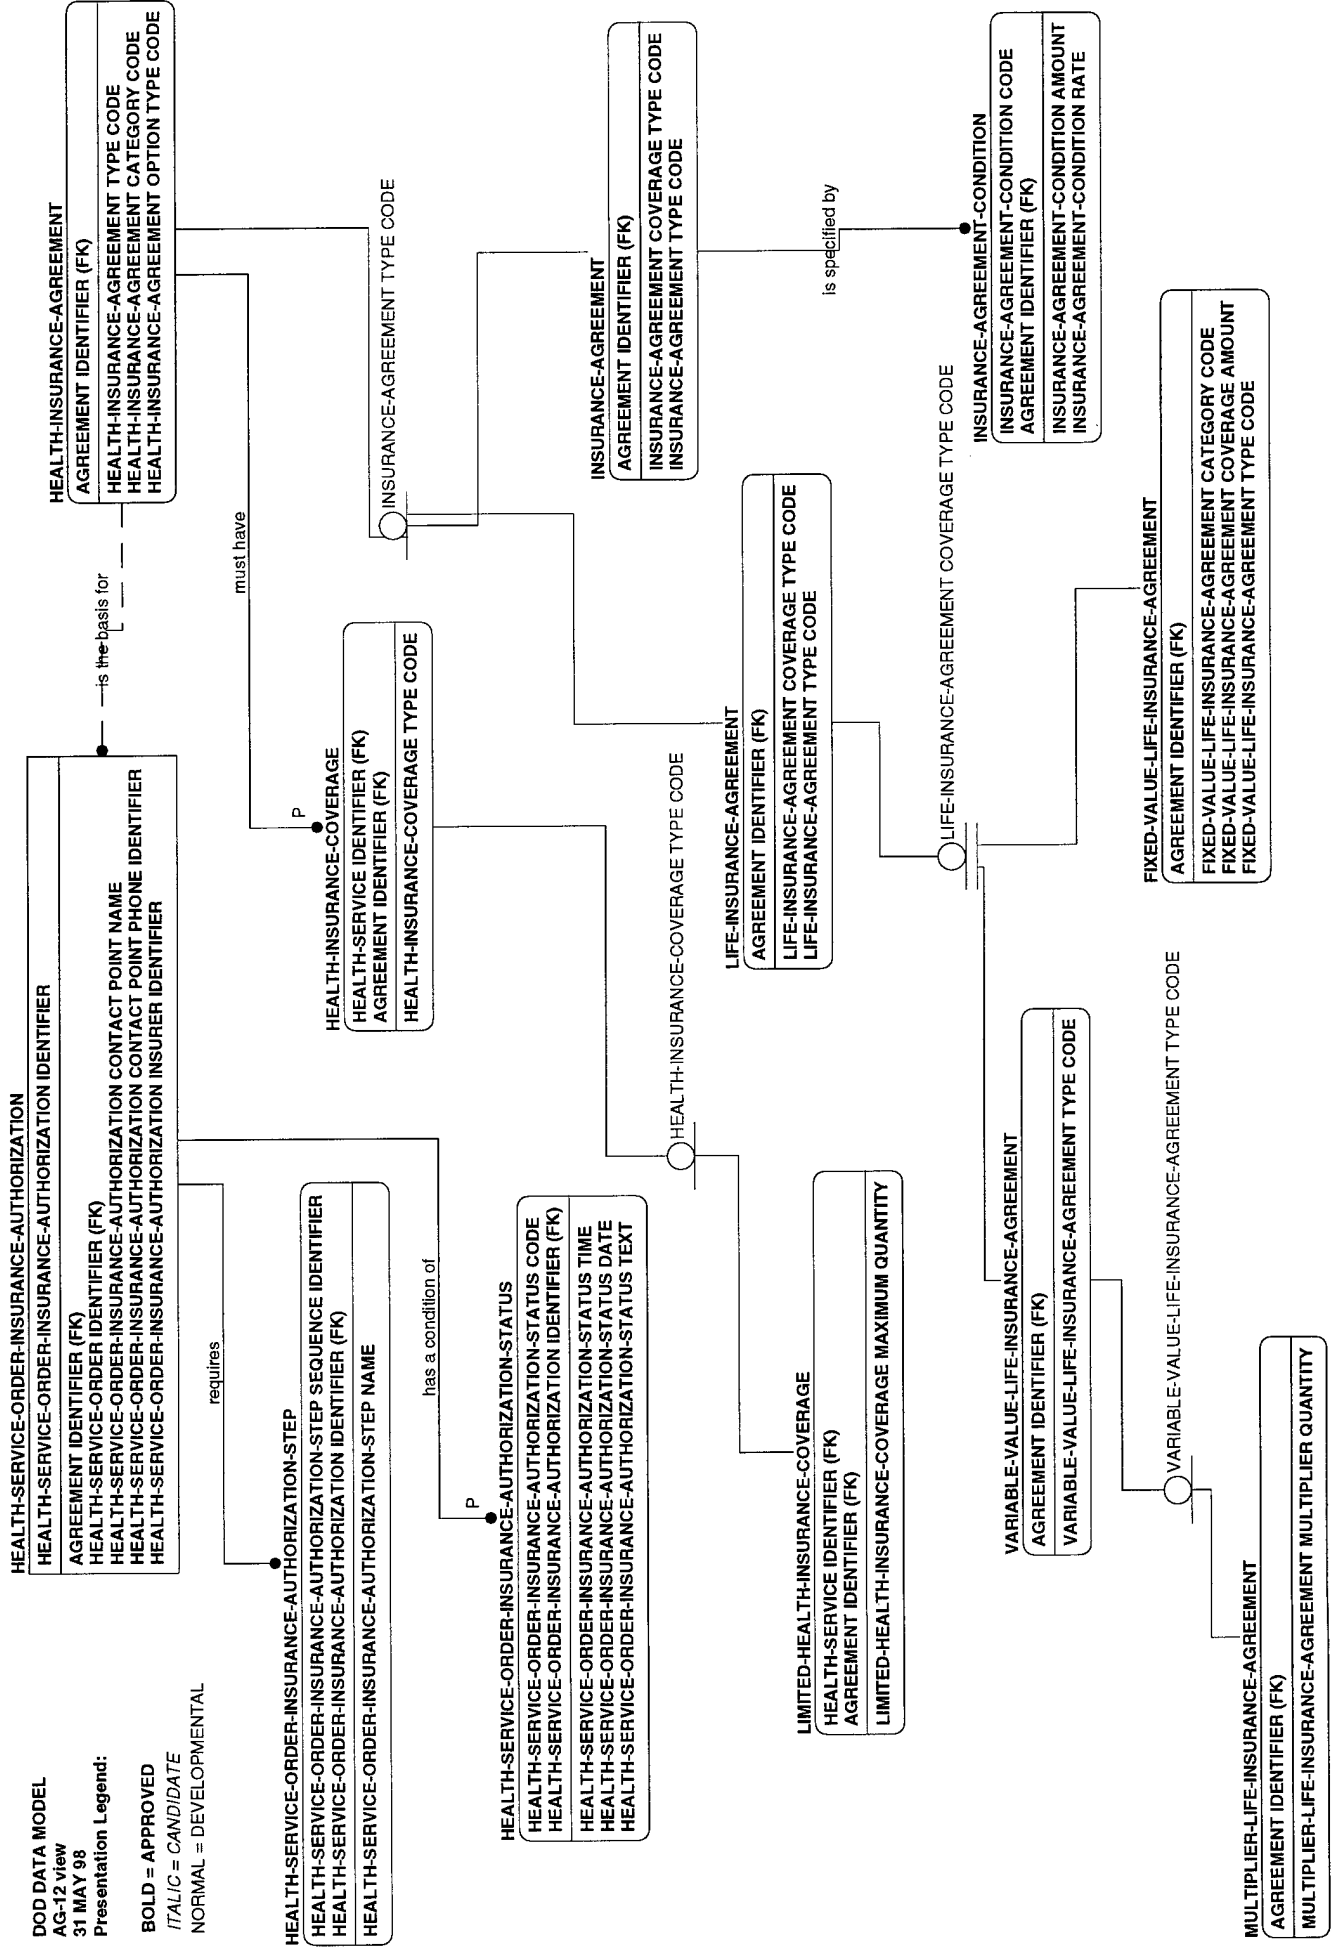 DOD DATA MODEL
AG-12 view
31 MAY 98
Presentation Legend:
BOLD = APPROVED
ITALIC = CANDIDATE
NORMAL = DEVELOPMENTAL
HEALTH-SERVICE-ORDER-INSURANCE-AUTHORIZATION
HEALTH-SERVICE-ORDER-INSURANCE-AUTHORIZATION IDENTIFIER
AGREEMENT IDENTIFIER (FK)
HEALTH-SERVICE-ORDER IDENTIFIER (FK)
HEALTH-SERVICE-ORDER-INSURANCE-AUTHORIZATION CONTACT POINT NAME
HEALTH-SERVICE-ORDER-INSURANCE-AUTHORIZATION CONTACT POINT PHONE IDENTIFIER
HEALTH-SERVICE-ORDER-INSURANCE-AUTHORIZATION INSURER IDENTIFIER
is the basis for
HEALTH-INSURANCE-AGREEMENT
AGREEMENT IDENTIFIER (FK)
HEALTH-INSURANCE-AGREEMENT TYPE CODE
HEALTH-INSURANCE-AGREEMENT CATEGORY CODE
HEALTH-INSURANCE-AGREEMENT OPTION TYPE CODE
requires
must have
HEALTH-SERVICE-ORDER-INSURANCE-AUTHORIZATION-STEP
HEALTH-SERVICE-ORDER-INSURANCE-AUTHORIZATION-STEP SEQUENCE IDENTIFIER
HEALTH-SERVICE-ORDER-INSURANCE-AUTHORIZATION IDENTIFIER (FK)
HEALTH-SERVICE-ORDER-INSURANCE-AUTHORIZATION-STEP NAME
P
HEALTH-INSURANCE-COVERAGE
HEALTH-SERVICE IDENTIFIER (FK)
AGREEMENT IDENTIFIER (FK)
HEALTH-INSURANCE-COVERAGE TYPE CODE
INSURANCE-AGREEMENT TYPE CODE
has a condition of
P
HEALTH-SERVICE-ORDER-INSURANCE-AUTHORIZATION-STATUS
HEALTH-SERVICE-ORDER-INSURANCE-AUTHORIZATION-STATUS CODE
HEALTH-SERVICE-ORDER-INSURANCE-AUTHORIZATION IDENTIFIER (FK)
HEALTH-SERVICE-ORDER-INSURANCE-AUTHORIZATION-STATUS TIME
HEALTH-SERVICE-ORDER-INSURANCE-AUTHORIZATION-STATUS DATE
HEALTH-SERVICE-ORDER-INSURANCE-AUTHORIZATION-STATUS TEXT
INSURANCE-AGREEMENT
AGREEMENT IDENTIFIER (FK)
INSURANCE-AGREEMENT COVERAGE TYPE CODE
INSURANCE-AGREEMENT TYPE CODE
HEALTH-INSURANCE-COVERAGE TYPE CODE
LIFE-INSURANCE-AGREEMENT
AGREEMENT IDENTIFIER (FK)
LIFE-INSURANCE-AGREEMENT COVERAGE TYPE CODE
LIFE-INSURANCE-AGREEMENT TYPE CODE
is specified by
LIMITED-HEALTH-INSURANCE-COVERAGE
HEALTH-SERVICE IDENTIFIER (FK)
AGREEMENT IDENTIFIER (FK)
LIMITED-HEALTH-INSURANCE-COVERAGE MAXIMUM QUANTITY
LIFE-INSURANCE-AGREEMENT COVERAGE TYPE CODE
INSURANCE-AGREEMENT-CONDITION
INSURANCE-AGREEMENT-CONDITION CODE
AGREEMENT IDENTIFIER (FK)
INSURANCE-AGREEMENT-CONDITION AMOUNT
INSURANCE-AGREEMENT-CONDITION RATE
VARIABLE-VALUE-LIFE-INSURANCE-AGREEMENT
AGREEMENT IDENTIFIER (FK)
VARIABLE-VALUE-LIFE-INSURANCE-AGREEMENT TYPE CODE
FIXED-VALUE-LIFE-INSURANCE-AGREEMENT
AGREEMENT IDENTIFIER (FK)
FIXED-VALUE-LIFE-INSURANCE-AGREEMENT CATEGORY CODE
FIXED-VALUE-LIFE-INSURANCE-AGREEMENT COVERAGE AMOUNT
FIXED-VALUE-LIFE-INSURANCE-AGREEMENT TYPE CODE
VARIABLE-VALUE-LIFE-INSURANCE-AGREEMENT TYPE CODE
MULTIPLIER-LIFE-INSURANCE-AGREEMENT
AGREEMENT IDENTIFIER (FK)
MULTIPLIER-LIFE-INSURANCE-AGREEMENT MULTIPLIER QUANTITY